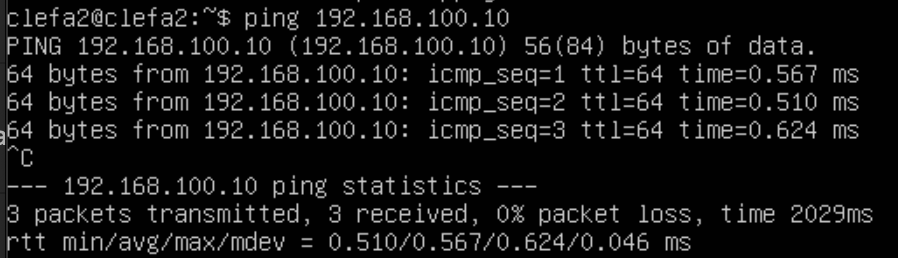 clefa2@clefa2:~$ ping 192.168.100.10
PING 192.168.100.10 (192.168.100.10) 56(84) bytes of data.
64 bytes from 192.168.100.10: icmp_seq=1 ttl=64 time=0.567 ms
64 bytes from 192.168.100.10: icmp_seq=2 ttl=64 time=0.510 ms
64 bytes from 192.168.100.10: icmp_seq=3 ttl=64 time=0.624 ms
^C
--- 192.168.100.10 ping statistics ---
3 packets transmitted, 3 received, 0% packet loss, time 2029ms
rtt min/avg/max/mdev = 0.510/0.567/0.624/0.046 ms